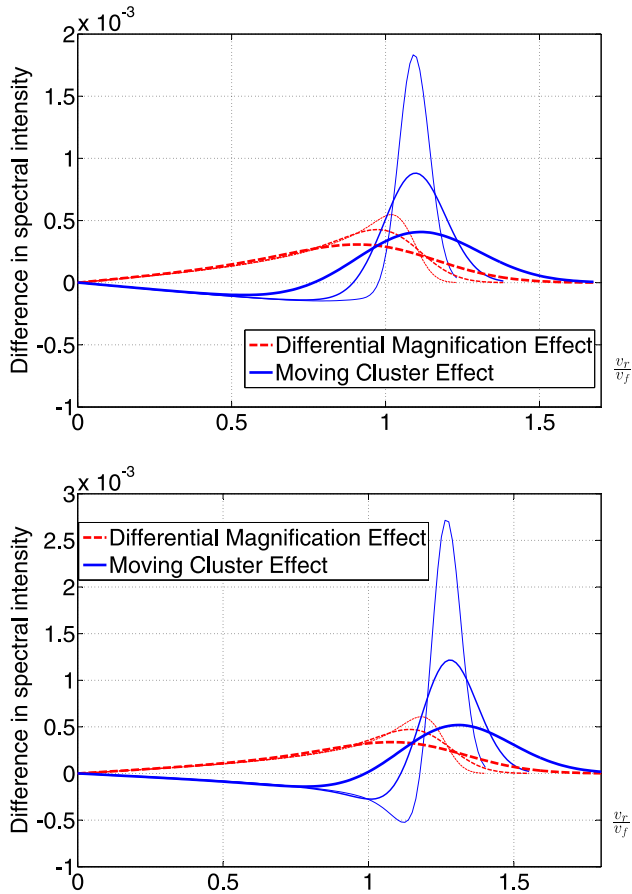 x 10⁻³
2
1.5
1
0.5
0
-0.5
-1
0 0.5 1 1.5
Difference in spectral intensity
Differential Magnification Effect
Moving Cluster Effect
v_r/v_f
x 10⁻³
3
2.5
2
1.5
1
0.5
0
-0.5
-1
0 0.5 1 1.5
Difference in spectral intensity
Differential Magnification Effect
Moving Cluster Effect
v_r/v_f